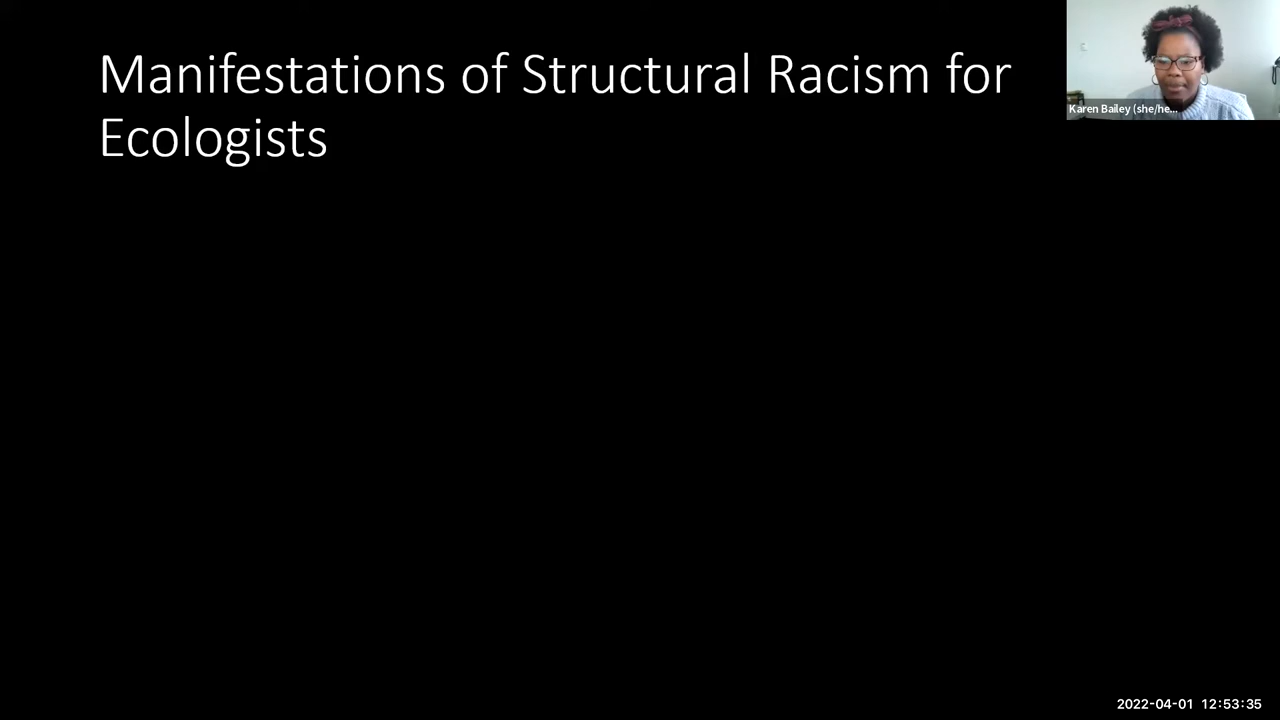 Manifestations of Structural Racism for
Ecologists
Karen Bailey (she/he...
2022-04-01 12:53:35